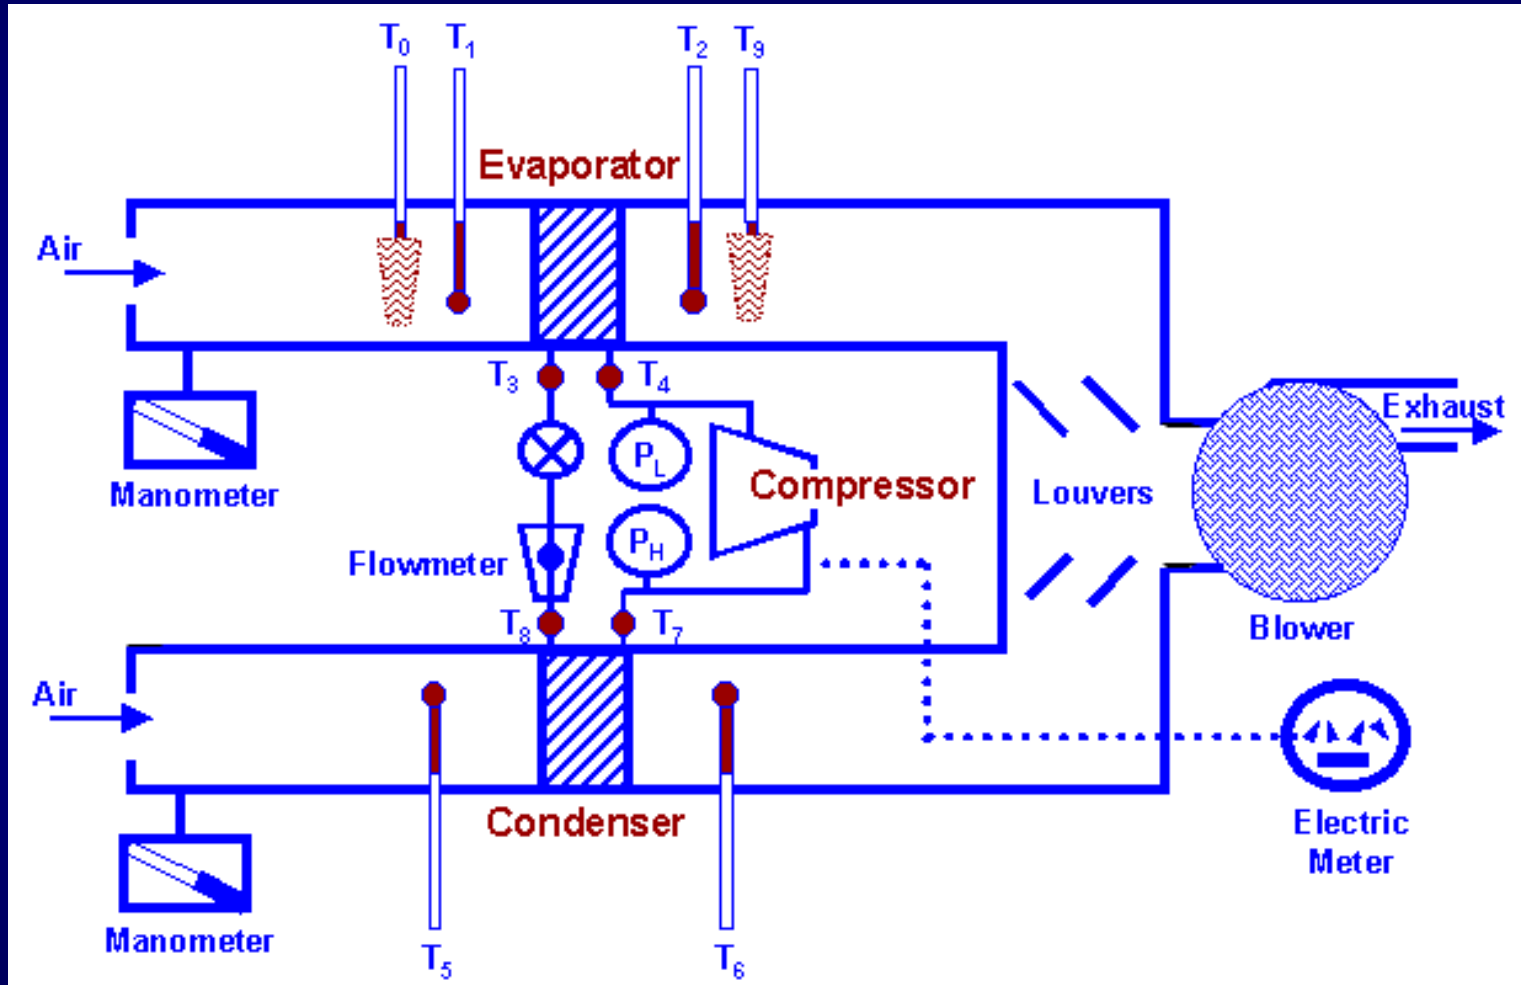 T0 T1 T2 T9
Evaporator
Air
T3 T4
PL
Manometer
Compressor
Louvers
Exhaust
PH
Flowmeter
T8 T7
Blower
Air
Condenser
Electric
Meter
Manometer
T5 T6